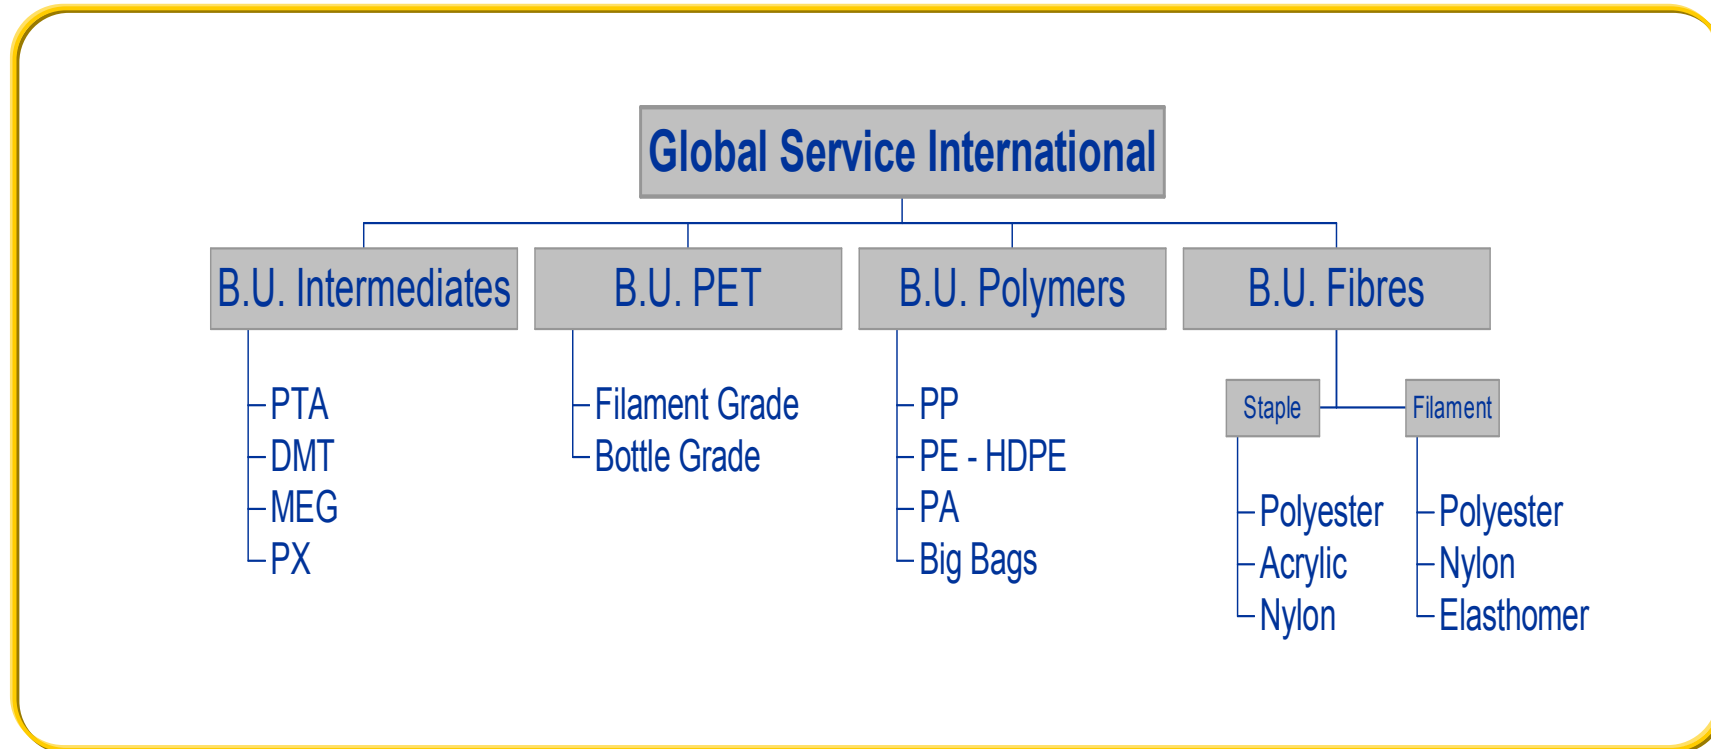 Global Service International
B.U. Intermediates
PTA
DMT
MEG
PX
B.U. PET
Filament Grade
Bottle Grade
B.U. Polymers
PP
PE - HDPE
PA
Big Bags
B.U. Fibres
Staple
Polyester
Acrylic
Nylon
Filament
Polyester
Nylon
Elasthomer